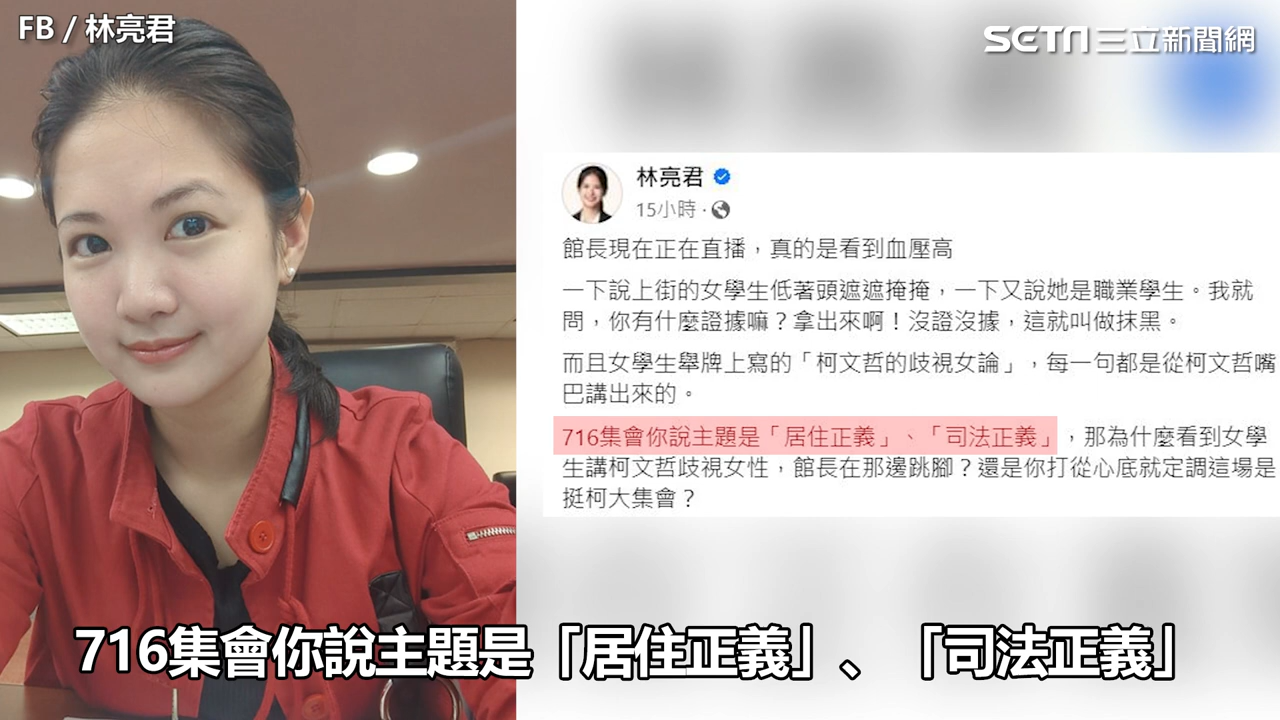 FB / 林亮君
SETN三立新聞網
林亮君
15小時·
館長現在正在直播，真的是看到血壓高
一下說上街的女學生低著頭遮遮掩掩，一下又說她是職業學生。我就
問，你有什麼證據嘛？拿出來啊！沒證沒據，這就叫做抹黑。
而且女學生舉牌上寫的「柯文哲的歧視女論」，每一句都是從柯文哲嘴
巴講出來的。
716集會你說主題是「居住正義」、「司法正義」，那為什麼看到女學
生講柯文哲歧視女性，館長在那邊跳腳？還是你打從心底就定調這場是
挺柯大集會？
716集會你說主題是「居住正義」、「司法正義」